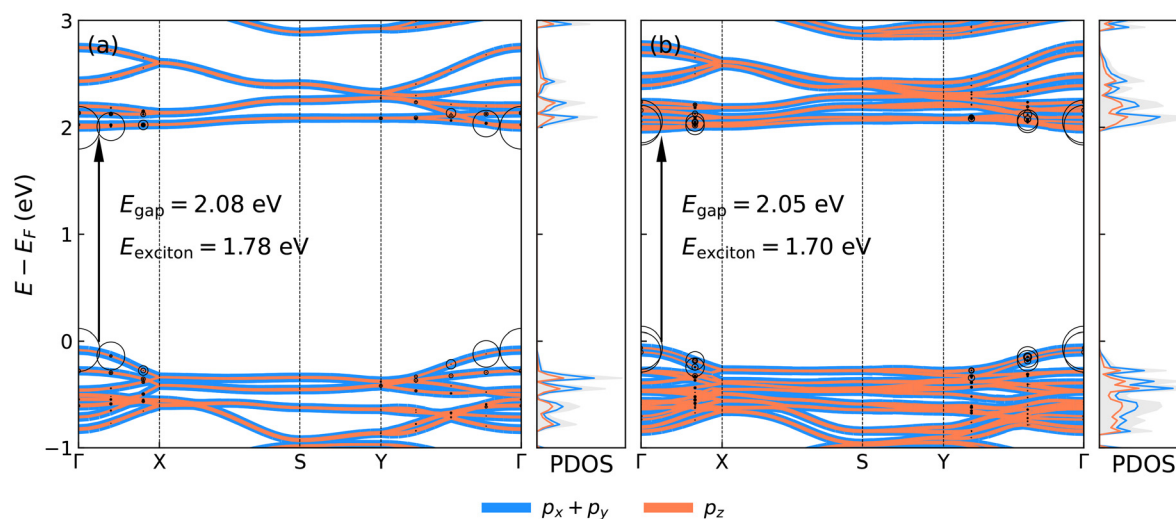 (a)
(b)
E − E_F (eV)
3
2
1
0
−1
E_gap = 2.08 eV
E_exciton = 1.78 eV
E_gap = 2.05 eV
E_exciton = 1.70 eV
Γ X S Y Γ PDOS Γ X S Y Γ PDOS
p_x + p_y p_z